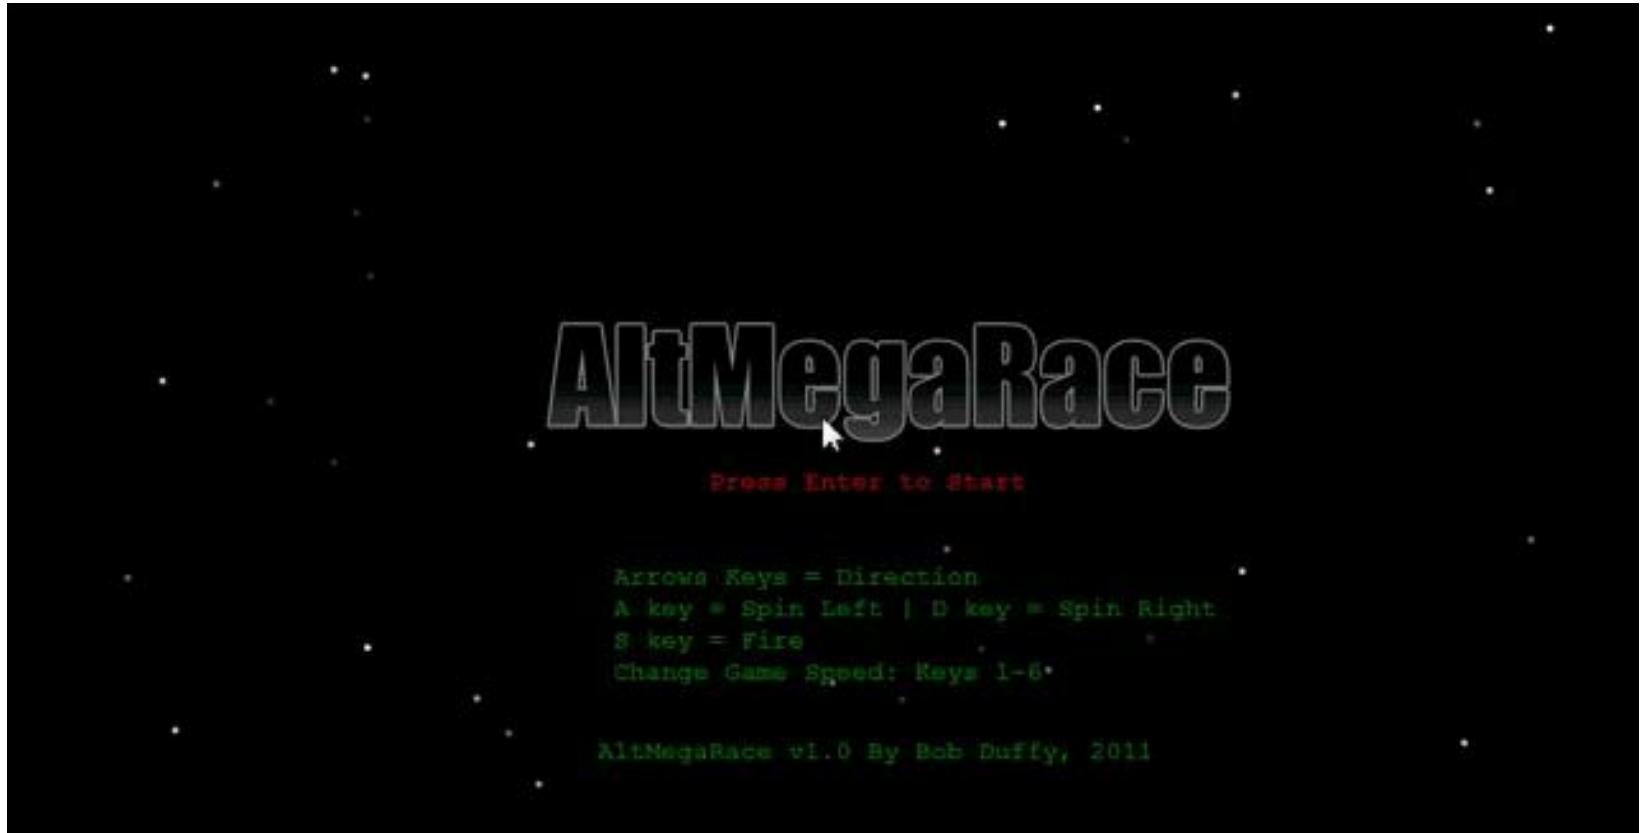 AltMegaRace
Press Enter to Start
Arrows Keys = Direction
A key = Spin Left | D key = Spin Right
S key = Fire
Change Game Speed: Keys 1-6
AltMegaRace v1.0 By Bob Duffy, 2011